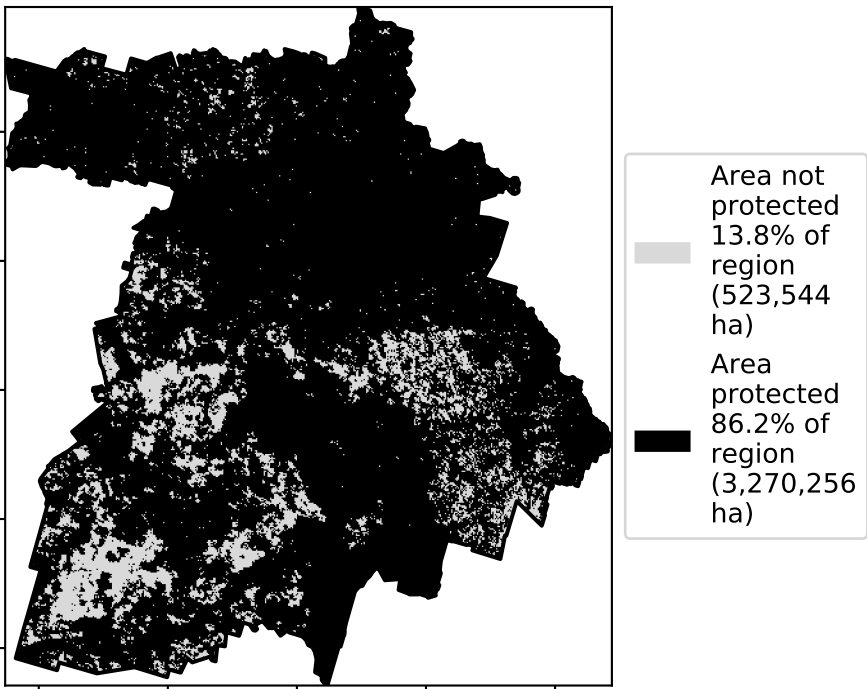 Area not
protected
13.8% of
region
(523,544
ha)
Area
protected
86.2% of
region
(3,270,256
ha)